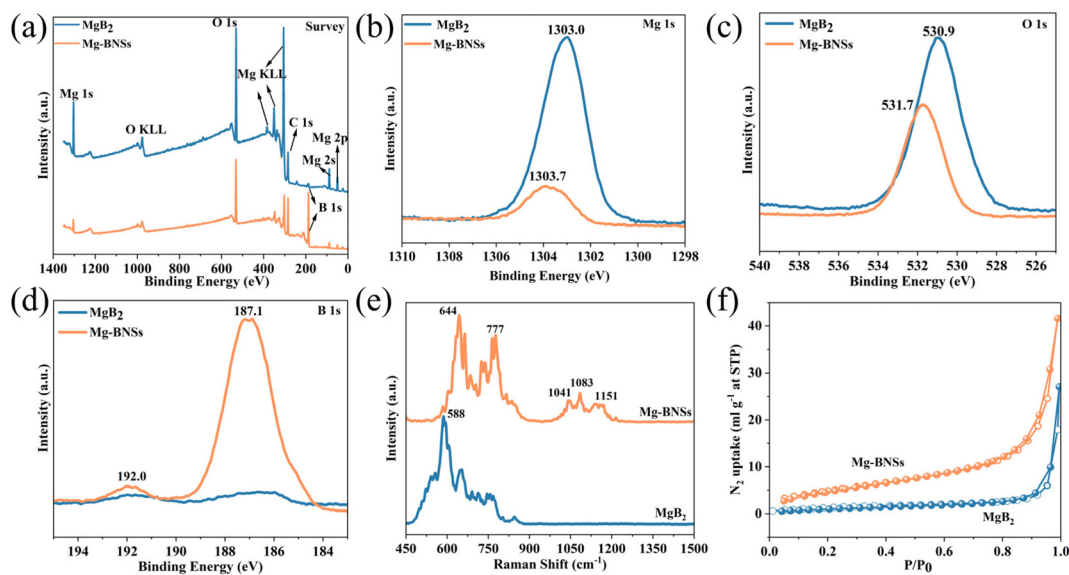 (a)
MgB₂
Mg-BNSs
O 1s
Survey
Mg KLL
Mg 1s
O KLL
C 1s
Mg 2p
Mg 2s
B 1s
Intensity (a.u.)
1400 1200 1000 800 600 400 200 0
Binding Energy (eV)
(b)
MgB₂
Mg-BNSs
1303.0
Mg 1s
1303.7
Intensity (a.u.)
1310 1308 1306 1304 1302 1300 1298
Binding Energy (eV)
(c)
MgB₂
Mg-BNSs
530.9
O 1s
531.7
Intensity (a.u.)
540 538 536 534 532 530 528 526
Binding Energy (eV)
(d)
MgB₂
Mg-BNSs
187.1
B 1s
192.0
Intensity (a.u.)
194 192 190 188 186 184
Binding Energy (eV)
(e)
644
777
1041 1083 1151
Mg-BNSs
588
MgB₂
Intensity (a.u.)
450 600 750 900 1050 1200 1350 1500
Raman Shift (cm⁻¹)
(f)
40
30
20
10
0
N₂ uptake (ml g⁻¹ at STP)
Mg-BNSs
MgB₂
0.0 0.2 0.4 0.6 0.8 1.0
P/P₀